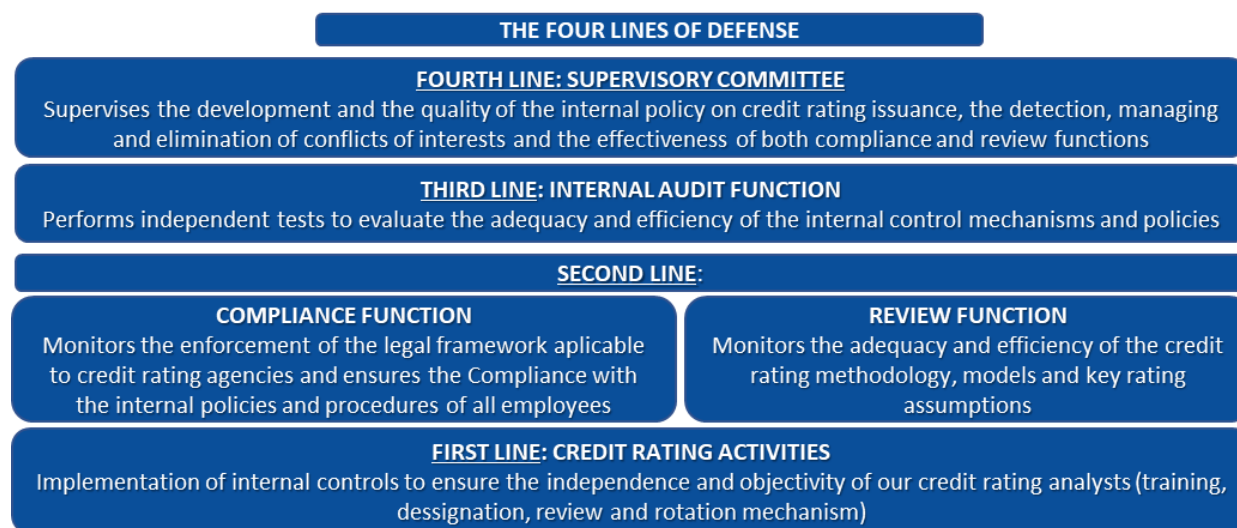 THE FOUR LINES OF DEFENSE
FOURTH LINE: SUPERVISORY COMMITTEE
Supervises the development and the quality of the internal policy on credit rating issuance, the detection, managing
and elimination of conflicts of interests and the effectiveness of both compliance and review functions
THIRD LINE: INTERNAL AUDIT FUNCTION
Performs independent tests to evaluate the adequacy and efficiency of the internal control mechanisms and policies
SECOND LINE:
COMPLIANCE FUNCTION
Monitors the enforcement of the legal framework aplicable
to credit rating agencies and ensures the Compliance with
the internal policies and procedures of all employees
REVIEW FUNCTION
Monitors the adequacy and efficiency of the credit
rating methodology, models and key rating
assumptions
FIRST LINE: CREDIT RATING ACTIVITIES
Implementation of internal controls to ensure the independence and objectivity of our credit rating analysts (training,
dessignation, review and rotation mechanism)